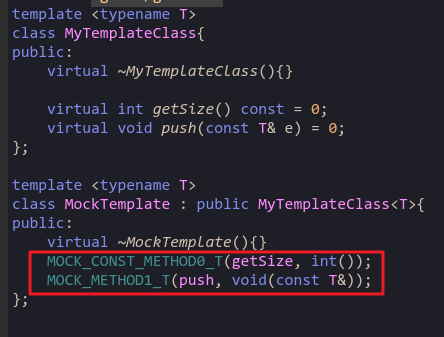 template <typename T>
class MyTemplateClass{
public:
    virtual ~MyTemplateClass(){}
    virtual int getSize() const = 0;
    virtual void push(const T& e) = 0;
};
template <typename T>
class MockTemplate : public MyTemplateClass<T>{
public:
    virtual ~MockTemplate(){}
    MOCK_CONST_METHOD0_T(getSize, int());
    MOCK_METHOD1_T(push, void(const T&));
};